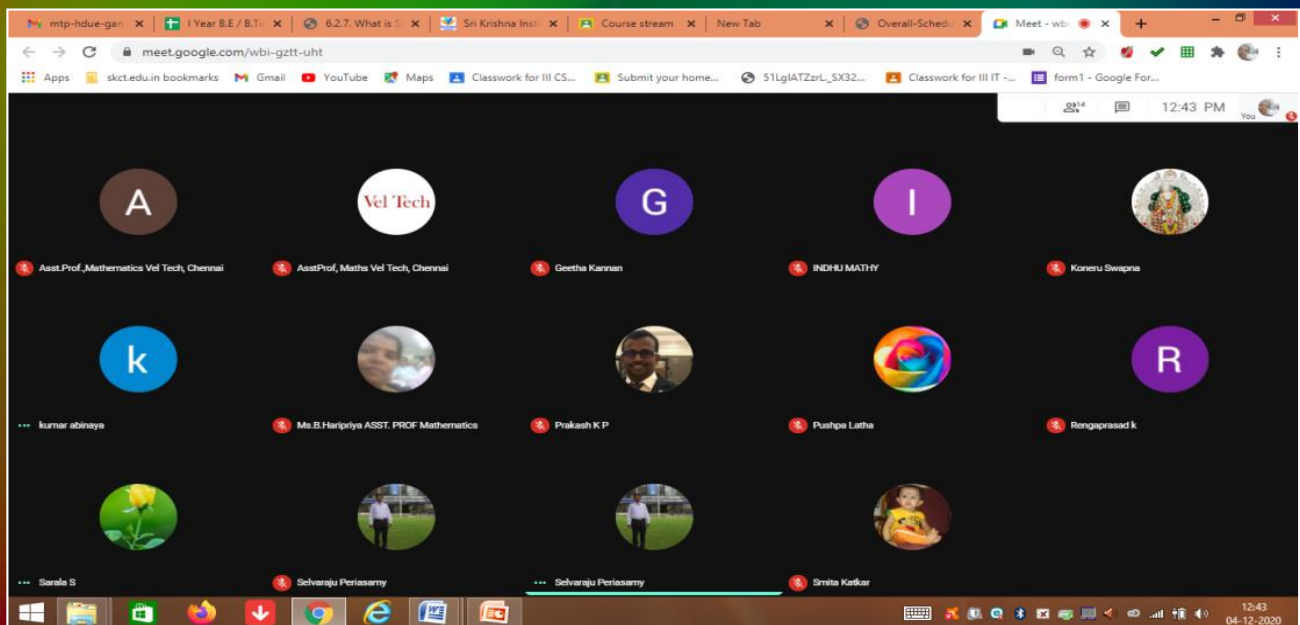 mtp-hdue-gan I Year B.E / B.Te 6.2.7. What is S Sri Krishna Insti Course stream New Tab Overall-Schedu Meet - wb
meet.google.com/wbi-gztt-uht
Apps skct.edu.in bookmarks Gmail YouTube Maps Classwork for III CS... Submit your home... 51LgIATZzrL._SX32... Classwork for III IT -... form1 - Google For...
14 12:43 PM You
A Vel Tech G I
Asst.Prof.,Mathematics Vel Tech, Chennai AsstProf, Maths Vel Tech, Chennai Geetha Kannan INDHU MATHY Koneru Swapna
k R
kumar abinaya Ms.B.Haripriya ASST. PROF Mathematics Prakash K P Pushpa Latha Rengaprasad k
Sarala S Selvaraju Periasamy Selvaraju Periasamy Smita Katkar
12:43
04-12-2020